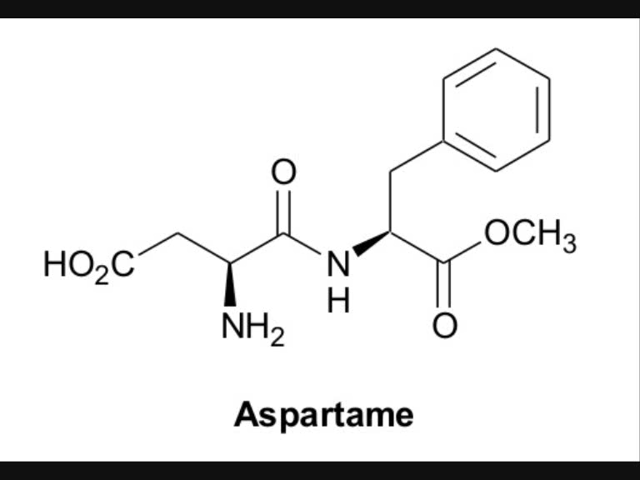 O
OCH₃
HO₂C
N
H
NH₂
O
Aspartame